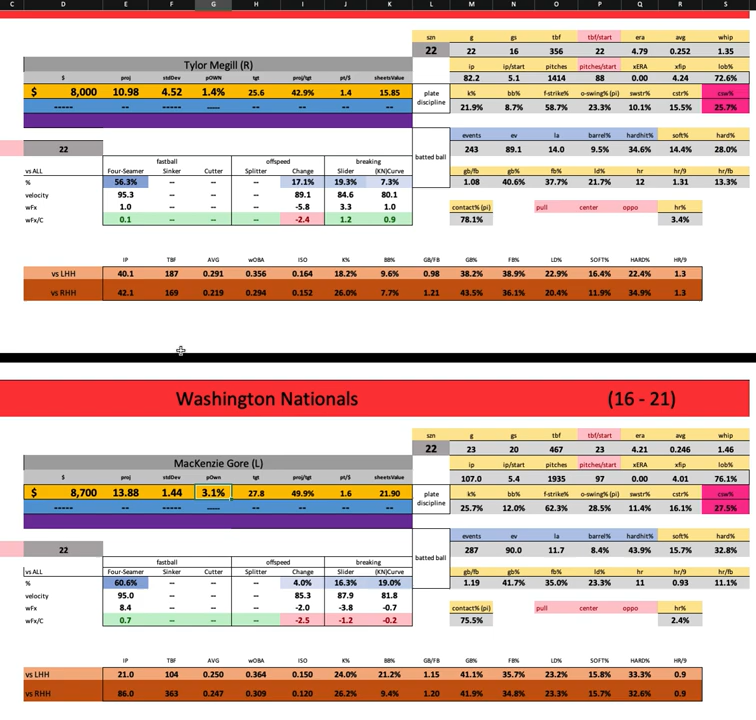 C D E F G H I J K L M N O P Q R S
szn g gs tbf tbf/start era avg whip
22 22 16 356 22 4.79 0.252 1.35
Tylor Megill (R) ip ip/start pitches pitches/start xERA xfip lob%
82.2 5.1 1414 88 0.00 4.24 72.6%
$ proj stdDev pOWN tgt proj/tgt pt/$ sheetsValue
$ 8,000 10.98 4.52 1.4% 25.6 42.9% 1.4 15.85
plate discipline k% bb% f-strike% o-swing% (pi) swstr% cstr% csw%
----- -- -- ---- -- -- -- --
21.9% 8.7% 58.7% 23.3% 10.1% 15.5% 25.7%
batted ball events ev la barrel% hardhit% soft% hard%
22 243 89.1 14.0 9.5% 34.6% 14.4% 28.0%
fastball offspeed breaking
vs ALL Four-Seamer Sinker Cutter Splitter Change Slider (KN)Curve gb/fb gb% fb% ld% hr hr/9 hr/fb
% 56.3% -- -- -- 17.1% 19.3% 7.3% 1.08 40.6% 37.7% 21.7% 12 1.31 13.3%
velocity 95.3 -- -- -- 89.1 84.6 80.1
wFx 1.0 -- -- -- -5.8 3.3 1.0 contact% (pi) pull center oppo hr%
wFx/C 0.1 -- -- -- -2.4 1.2 0.9 78.1% 3.4%
IP TBF AVG wOBA ISO K% BB% GB/FB GB% FB% LD% SOFT% HARD% HR/9
vs LHH 40.1 187 0.291 0.356 0.164 18.2% 9.6% 0.98 38.2% 38.9% 22.9% 16.4% 22.4% 1.3
vs RHH 42.1 169 0.219 0.294 0.152 26.0% 7.7% 1.21 43.5% 36.1% 20.4% 11.9% 34.9% 1.3
Washington Nationals (16 - 21)
szn g gs tbf tbf/start era avg whip
22 23 20 467 23 4.21 0.246 1.46
MacKenzie Gore (L) ip ip/start pitches pitches/start xERA xfip lob%
107.0 5.4 1935 97 0.00 4.01 76.1%
$ proj stdDev pOwn tgt proj/tgt pt/$ sheetsValue
$ 8,700 13.88 1.44 3.1% 27.8 49.9% 1.6 21.90
plate discipline k% bb% f-strike% o-swing% (pi) swstr% cstr% csw%
----- -- -- ---- -- -- -- --
25.7% 12.0% 62.3% 28.5% 11.4% 16.1% 27.5%
batted ball events ev la barrel% hardhit% soft% hard%
22 287 90.0 11.7 8.4% 43.9% 15.7% 32.8%
fastball offspeed breaking
vs ALL Four-Seamer Sinker Cutter Splitter Change Slider (KN)Curve gb/fb gb% fb% ld% hr hr/9 hr/fb
% 60.6% -- -- -- 4.0% 16.3% 19.0% 1.19 41.7% 35.0% 23.3% 11 0.93 11.1%
velocity 95.0 -- -- -- 85.3 87.9 81.8
wFx 8.4 -- -- -- -2.0 -3.8 -0.7 contact% (pi) pull center oppo hr%
wFx/C 0.7 -- -- -- -2.5 -1.2 -0.2 75.5% 2.4%
IP TBF AVG wOBA ISO K% BB% GB/FB GB% FB% LD% SOFT% HARD% HR/9
vs LHH 21.0 104 0.250 0.364 0.150 24.0% 21.2% 1.15 41.1% 35.7% 23.2% 15.8% 33.3% 0.9
vs RHH 86.0 363 0.247 0.309 0.120 26.2% 9.4% 1.20 41.9% 34.8% 23.3% 15.7% 32.6% 0.9